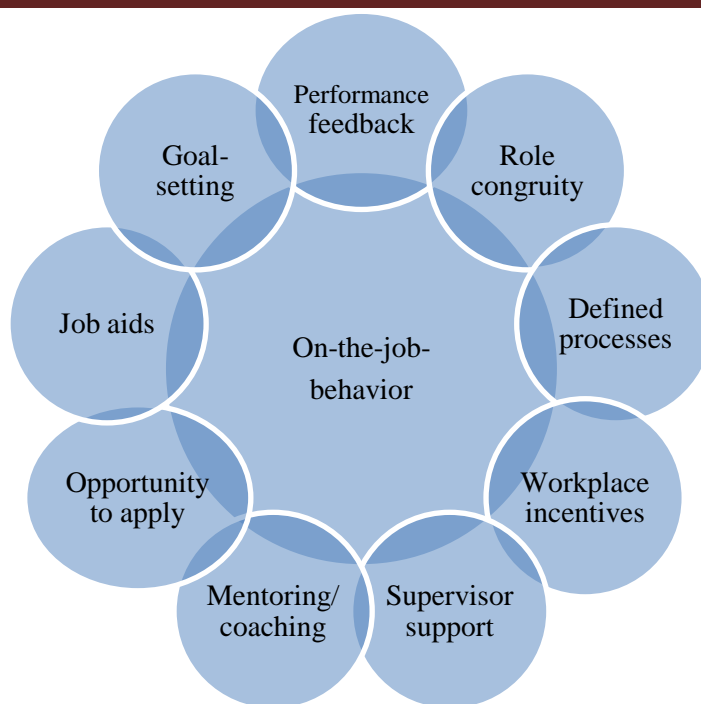 Performance
feedback
Role
congruity
Defined
processes
Workplace
incentives
Supervisor
support
Mentoring/
coaching
Opportunity
to apply
Job aids
Goal-
setting
On-the-job-
behavior